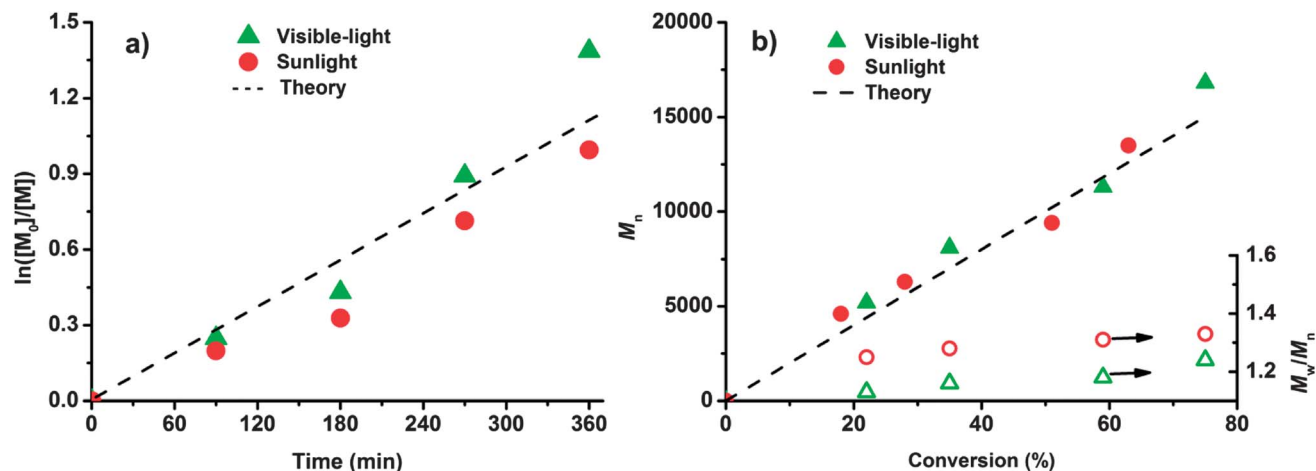 a)
Visible-light
Sunlight
Theory
1.5
1.2
0.9
0.6
0.3
0.0
ln([M₀]/[M])
0 60 120 180 240 300 360
Time (min)
b)
Visible-light
Sunlight
Theory
20000
15000
10000
5000
0
Mₙ
0 20 40 60 80
Conversion (%)
1.6
1.4
1.2
M_w/Mₙ